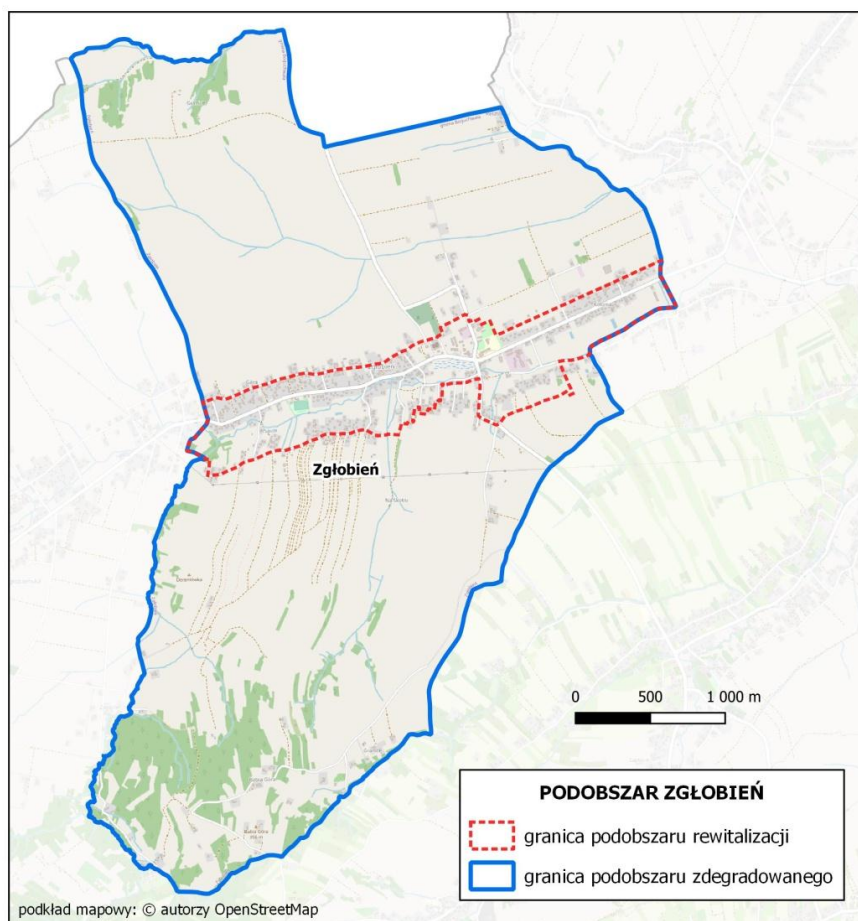 Zgłobień
0 500 1 000 m
PODOBSZAR ZGŁOBIEŃ
granica podobszaru rewitalizacji
granica podobszaru zdegradowanego
podkład mapowy: © autorzy OpenStreetMap